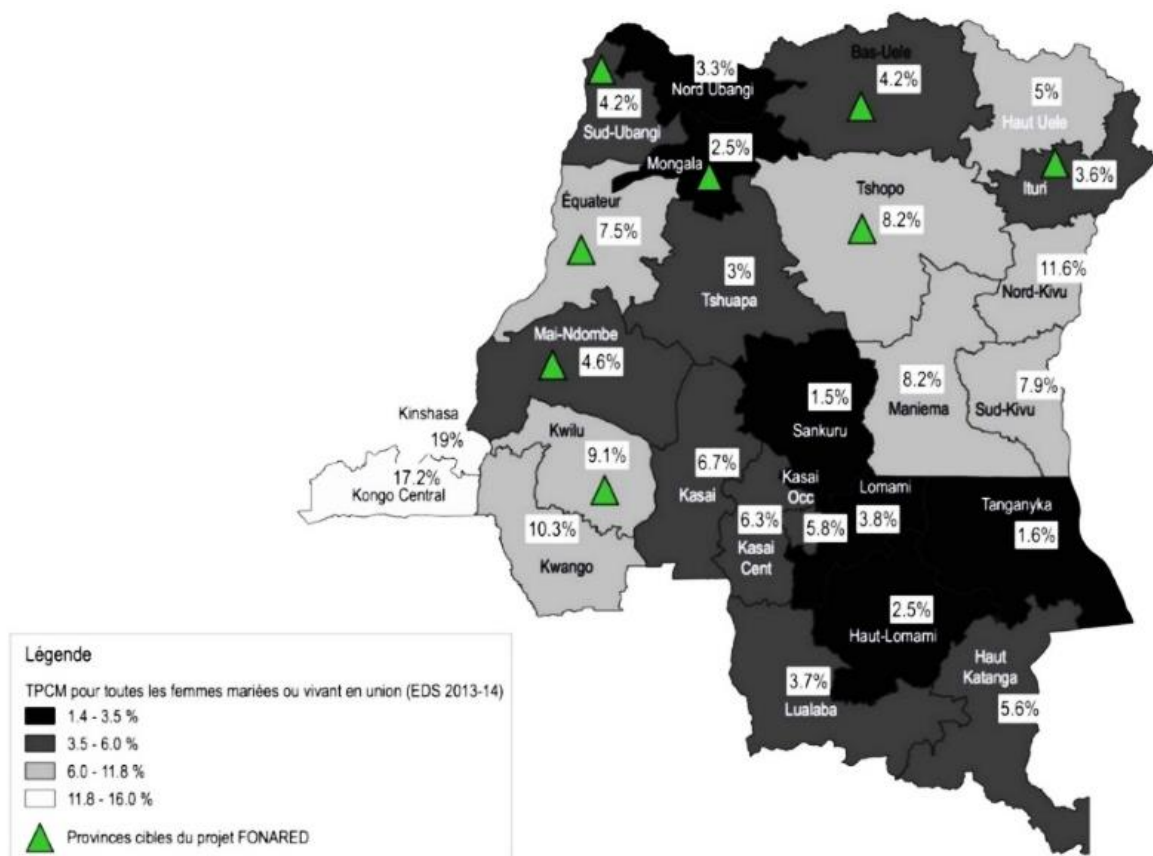 3.3%
Nord Ubangi
Bas-Uele
4.2%
5%
Haut Uele
4.2%
Sud-Ubangi
2.5%
Mongala
3.6%
Ituri
Équateur
7.5%
Tshopo
8.2%
3%
Tshuapa
11.6%
Nord-Kivu
Mai-Ndombe
4.6%
8.2%
Maniema
7.9%
Sud-Kivu
1.5%
Sankuru
Kinshasa
19%
17.2%
Kongo Central
Kwilu
9.1%
6.7%
Kasai
Kasai
Occ
5.8%
Lomami
3.8%
Tanganyka
1.6%
6.3%
Kasai
Cent
10.3%
Kwango
2.5%
Haut-Lomami
3.7%
Lualaba
Haut
Katanga
5.6%
Légende
TPCM pour toutes les femmes mariées ou vivant en union (EDS 2013-14)
1.4 - 3.5 %
3.5 - 6.0 %
6.0 - 11.8 %
11.8 - 16.0 %
Provinces cibles du projet FONARED